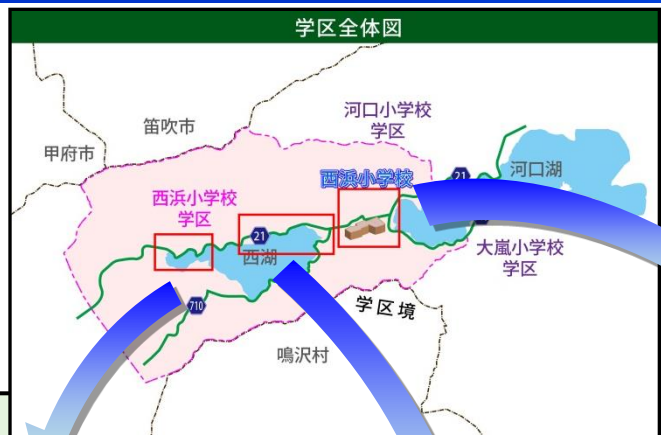 学区全体図
河口小学校
学区
笛吹市
甲府市
西浜小学校
21
河口湖
西浜小学校
学区
21
西湖
大嵐小学校
学区
710
学区境
鳴沢村